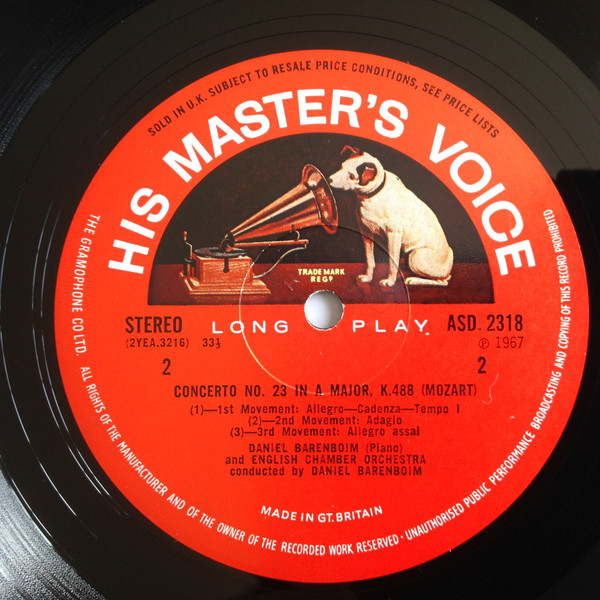 SOLD IN U.K. SUBJECT TO RESALE PRICE CONDITIONS, SEE PRICE LISTS
HIS MASTER'S VOICE
TRADE MARK
REGD
STEREO LONG PLAY. ASD. 2318
(2YEA.3216) 33⅓ ℗ 1967
2 2
CONCERTO NO. 23 IN A MAJOR, K.488 (MOZART)
(1)—1st Movement: Allegro—Cadenza—Tempo I
(2)—2nd Movement: Adagio
(3)—3rd Movement: Allegro assai
DANIEL BARENBOIM (Piano)
and ENGLISH CHAMBER ORCHESTRA
conducted by DANIEL BARENBOIM
MADE IN GT. BRITAIN
THE GRAMOPHONE CO LTD. ALL RIGHTS OF THE MANUFACTURER AND OF THE OWNER OF THE RECORDED WORK RESERVED · UNAUTHORISED PUBLIC PERFORMANCE BROADCASTING AND COPYING OF THIS RECORD PROHIBITED